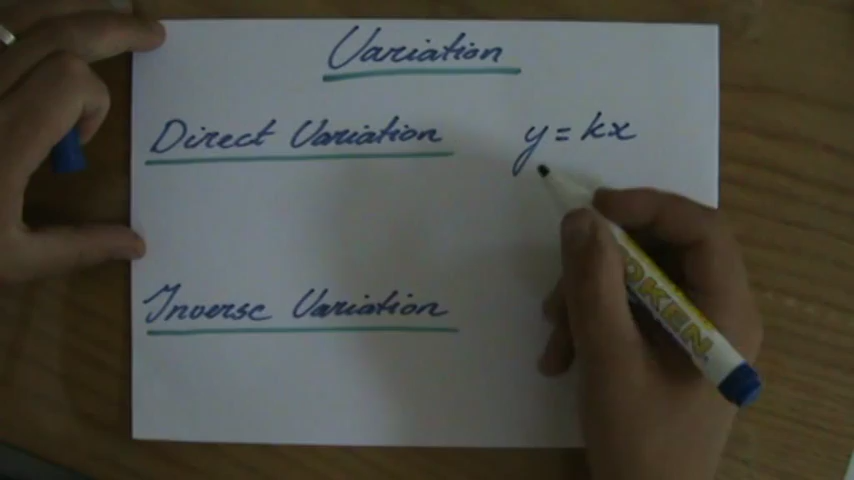 Variation
Direct Variation y = kx
Inverse Variation